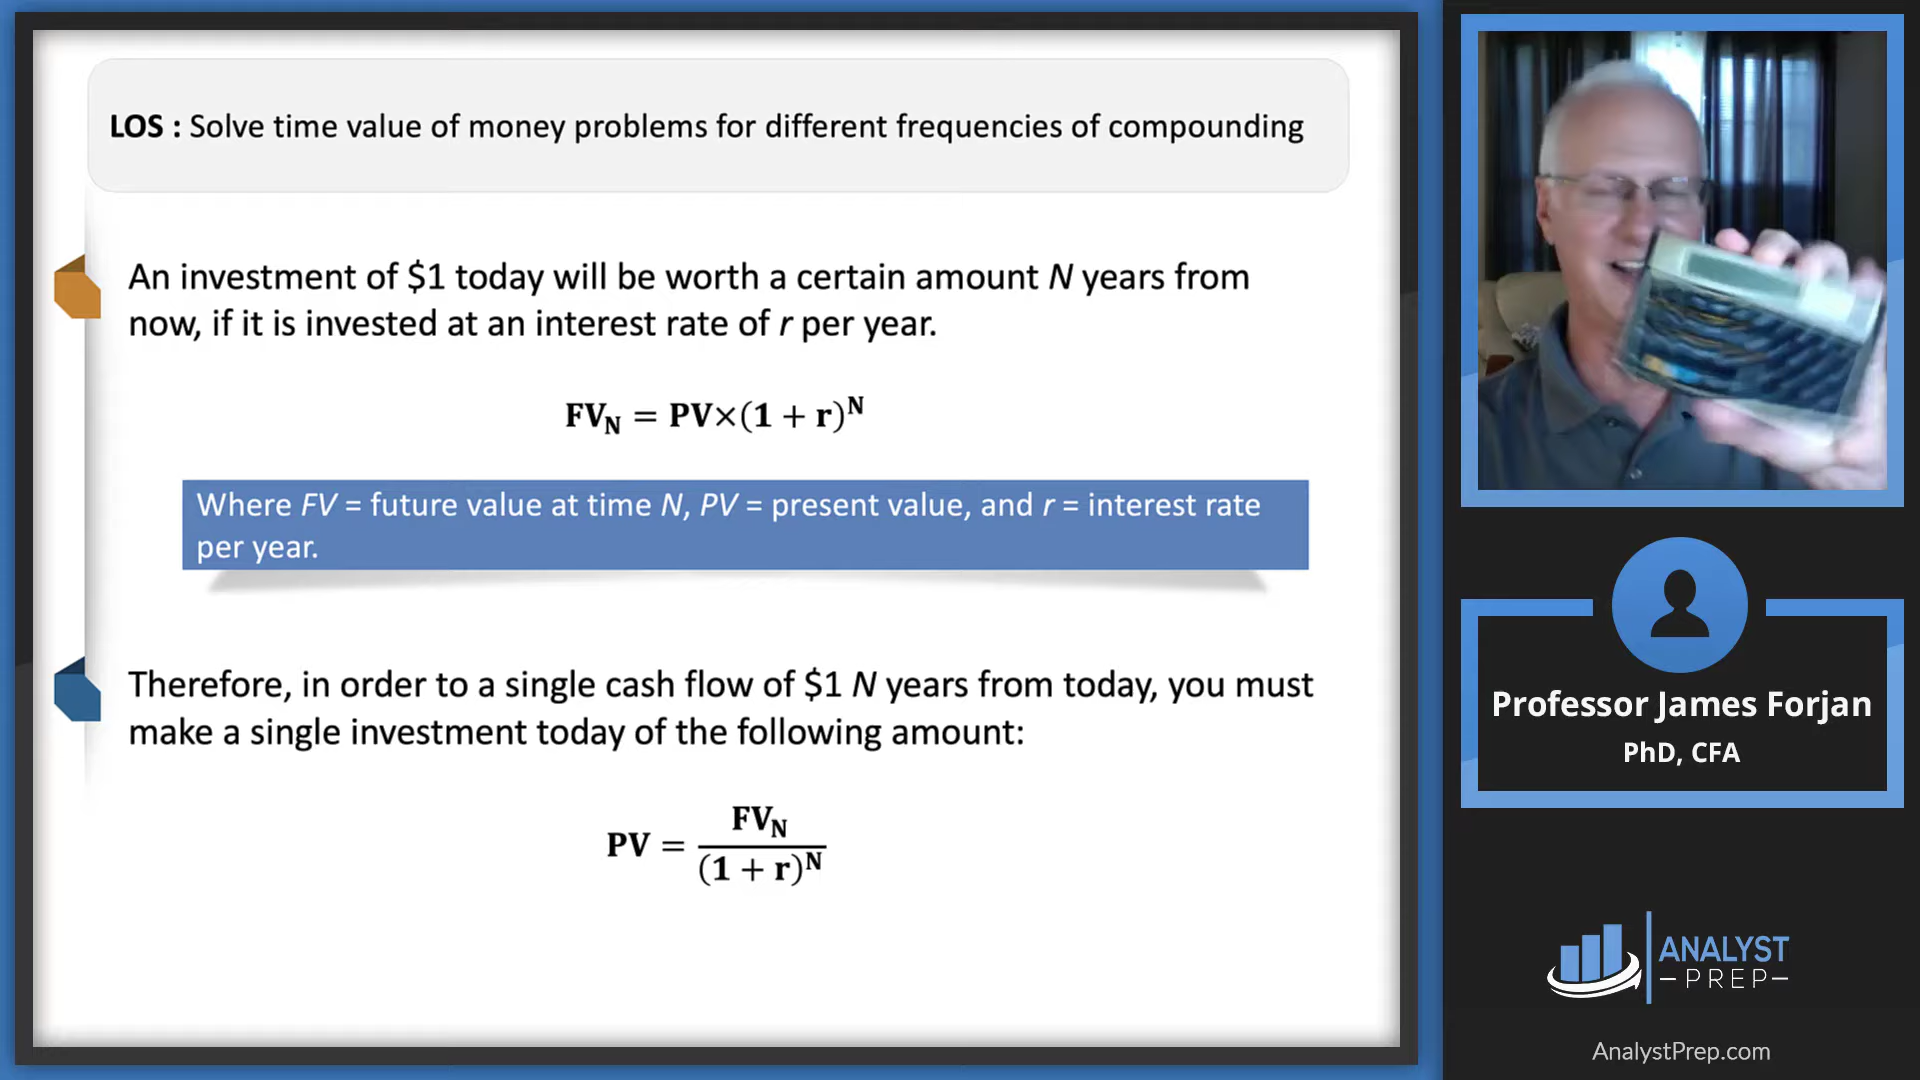 LOS : Solve time value of money problems for different frequencies of compounding
An investment of $1 today will be worth a certain amount N years from
now, if it is invested at an interest rate of r per year.
FV_N = PV×(1 + r)^N
Where FV = future value at time N, PV = present value, and r = interest rate
per year.
Therefore, in order to a single cash flow of $1 N years from today, you must
make a single investment today of the following amount:
PV = FV_N / (1 + r)^N
Professor James Forjan
PhD, CFA
ANALYST
PREP
AnalystPrep.com